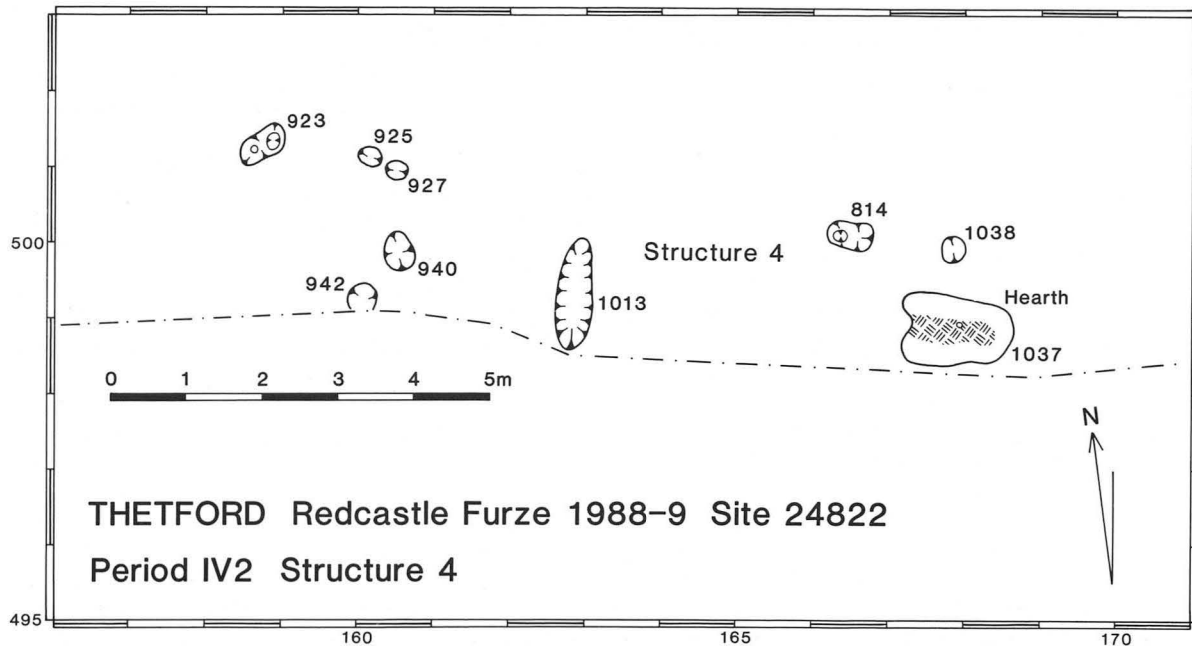 923
925
927
814
1038
500
Structure 4
940
942
1013
Hearth
1037
0 1 2 3 4 5m
N
THETFORD Redcastle Furze 1988-9 Site 24822
Period IV2 Structure 4
495
160 165 170